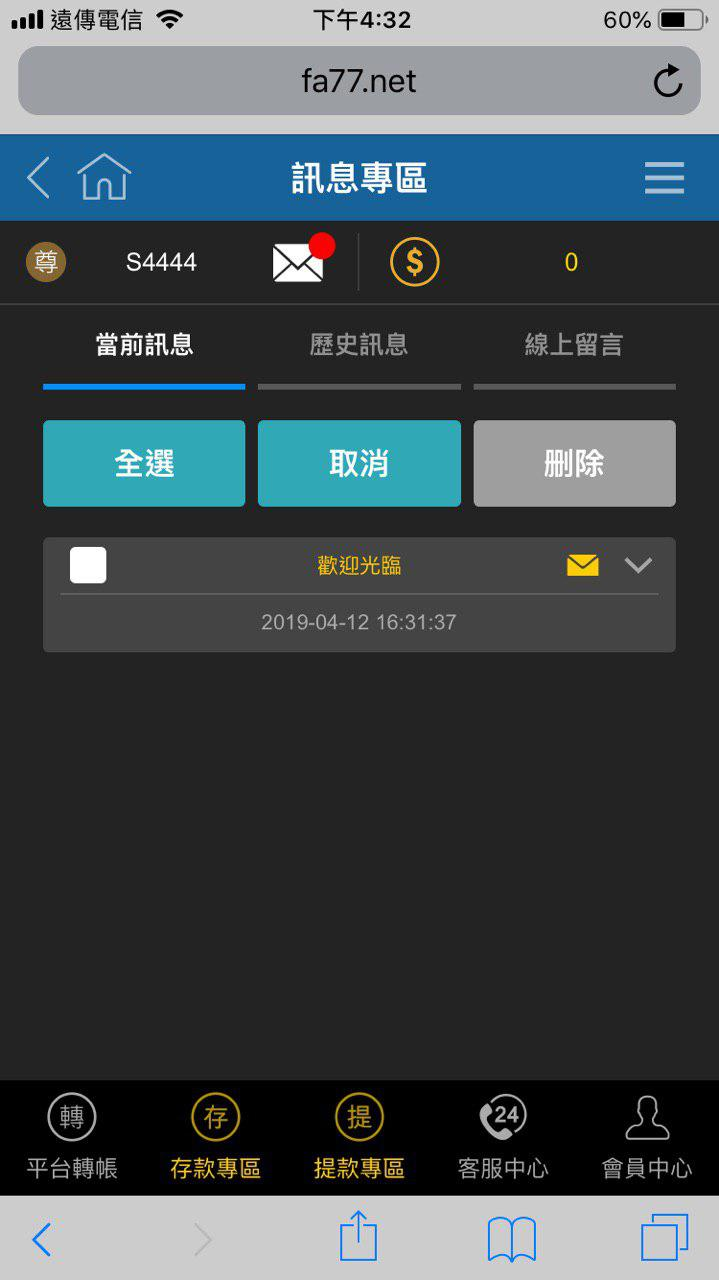 遠傳電信 下午4:32 60%
fa77.net
訊息專區
尊 S4444 $ 0
當前訊息 歷史訊息 線上留言
全選 取消 刪除
歡迎光臨
2019-04-12 16:31:37
轉 存 提 24
平台轉帳 存款專區 提款專區 客服中心 會員中心